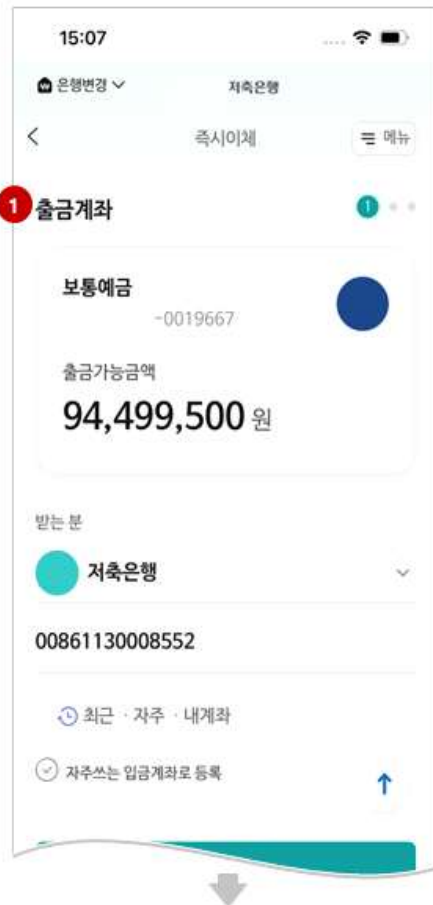 15:07
은행변경
저축은행
즉시이체
메뉴
1 출금계좌
1
보통예금
-0019667
출금가능금액
94,499,500 원
받는 분
저축은행
00861130008552
최근 · 자주 · 내계좌
자주쓰는 입금계좌로 등록